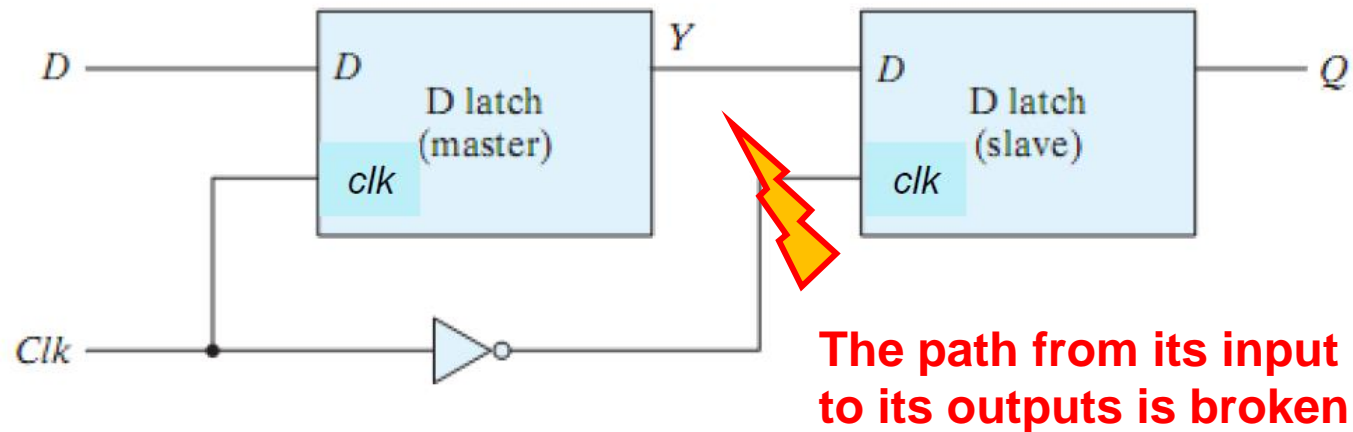 Y
D
D
D
Q
D latch
(master)
D latch
(slave)
clk
clk
Clk
The path from its input
to its outputs is broken